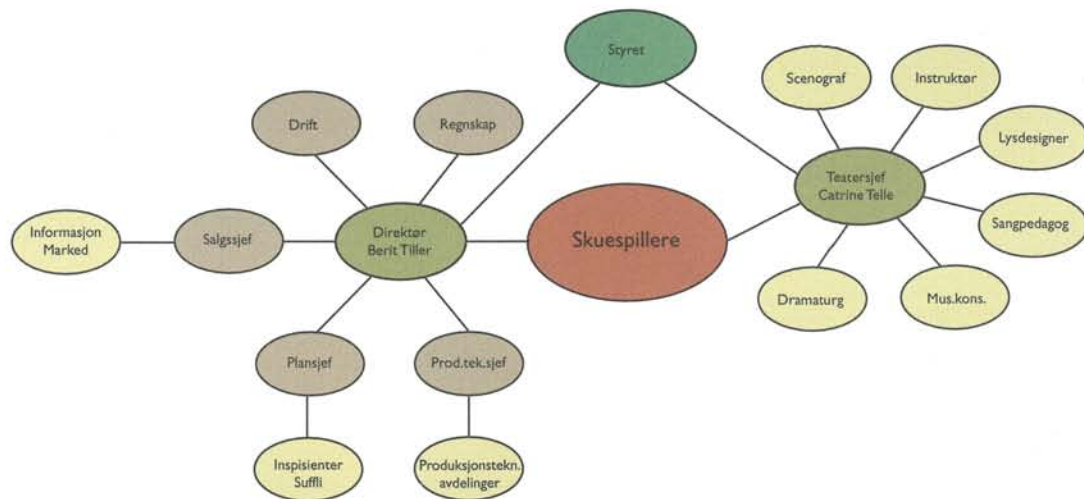 Styret
Scenograf
Instruktør
Drift
Regnskap
Lysdesigner
Teatersjef
Catrine Telle
Informasjon
Marked
Salgssjef
Direktør
Berit Tiller
Skuespillere
Sangpedagog
Dramaturg
Mus.kons.
Plansjef
Prod.tek.sjef
Inspisienter
Suffli
Produksjonstekn.
avdelinger